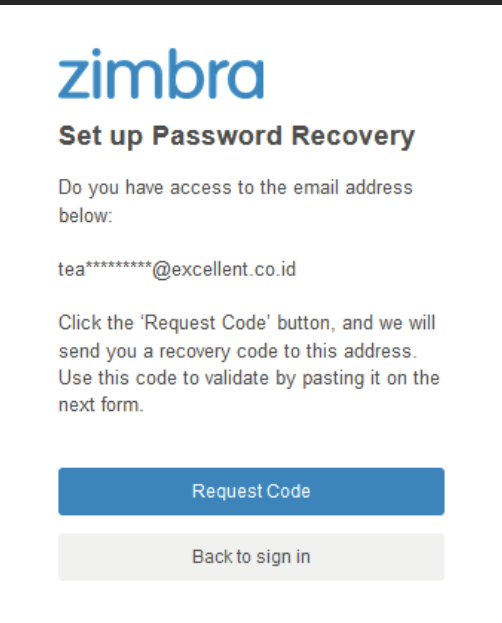 zimbra
Set up Password Recovery
Do you have access to the email address
below:
tea*********@excellent.co.id
Click the ‘Request Code’ button, and we will
send you a recovery code to this address.
Use this code to validate by pasting it on the
next form.
Request Code
Back to sign in